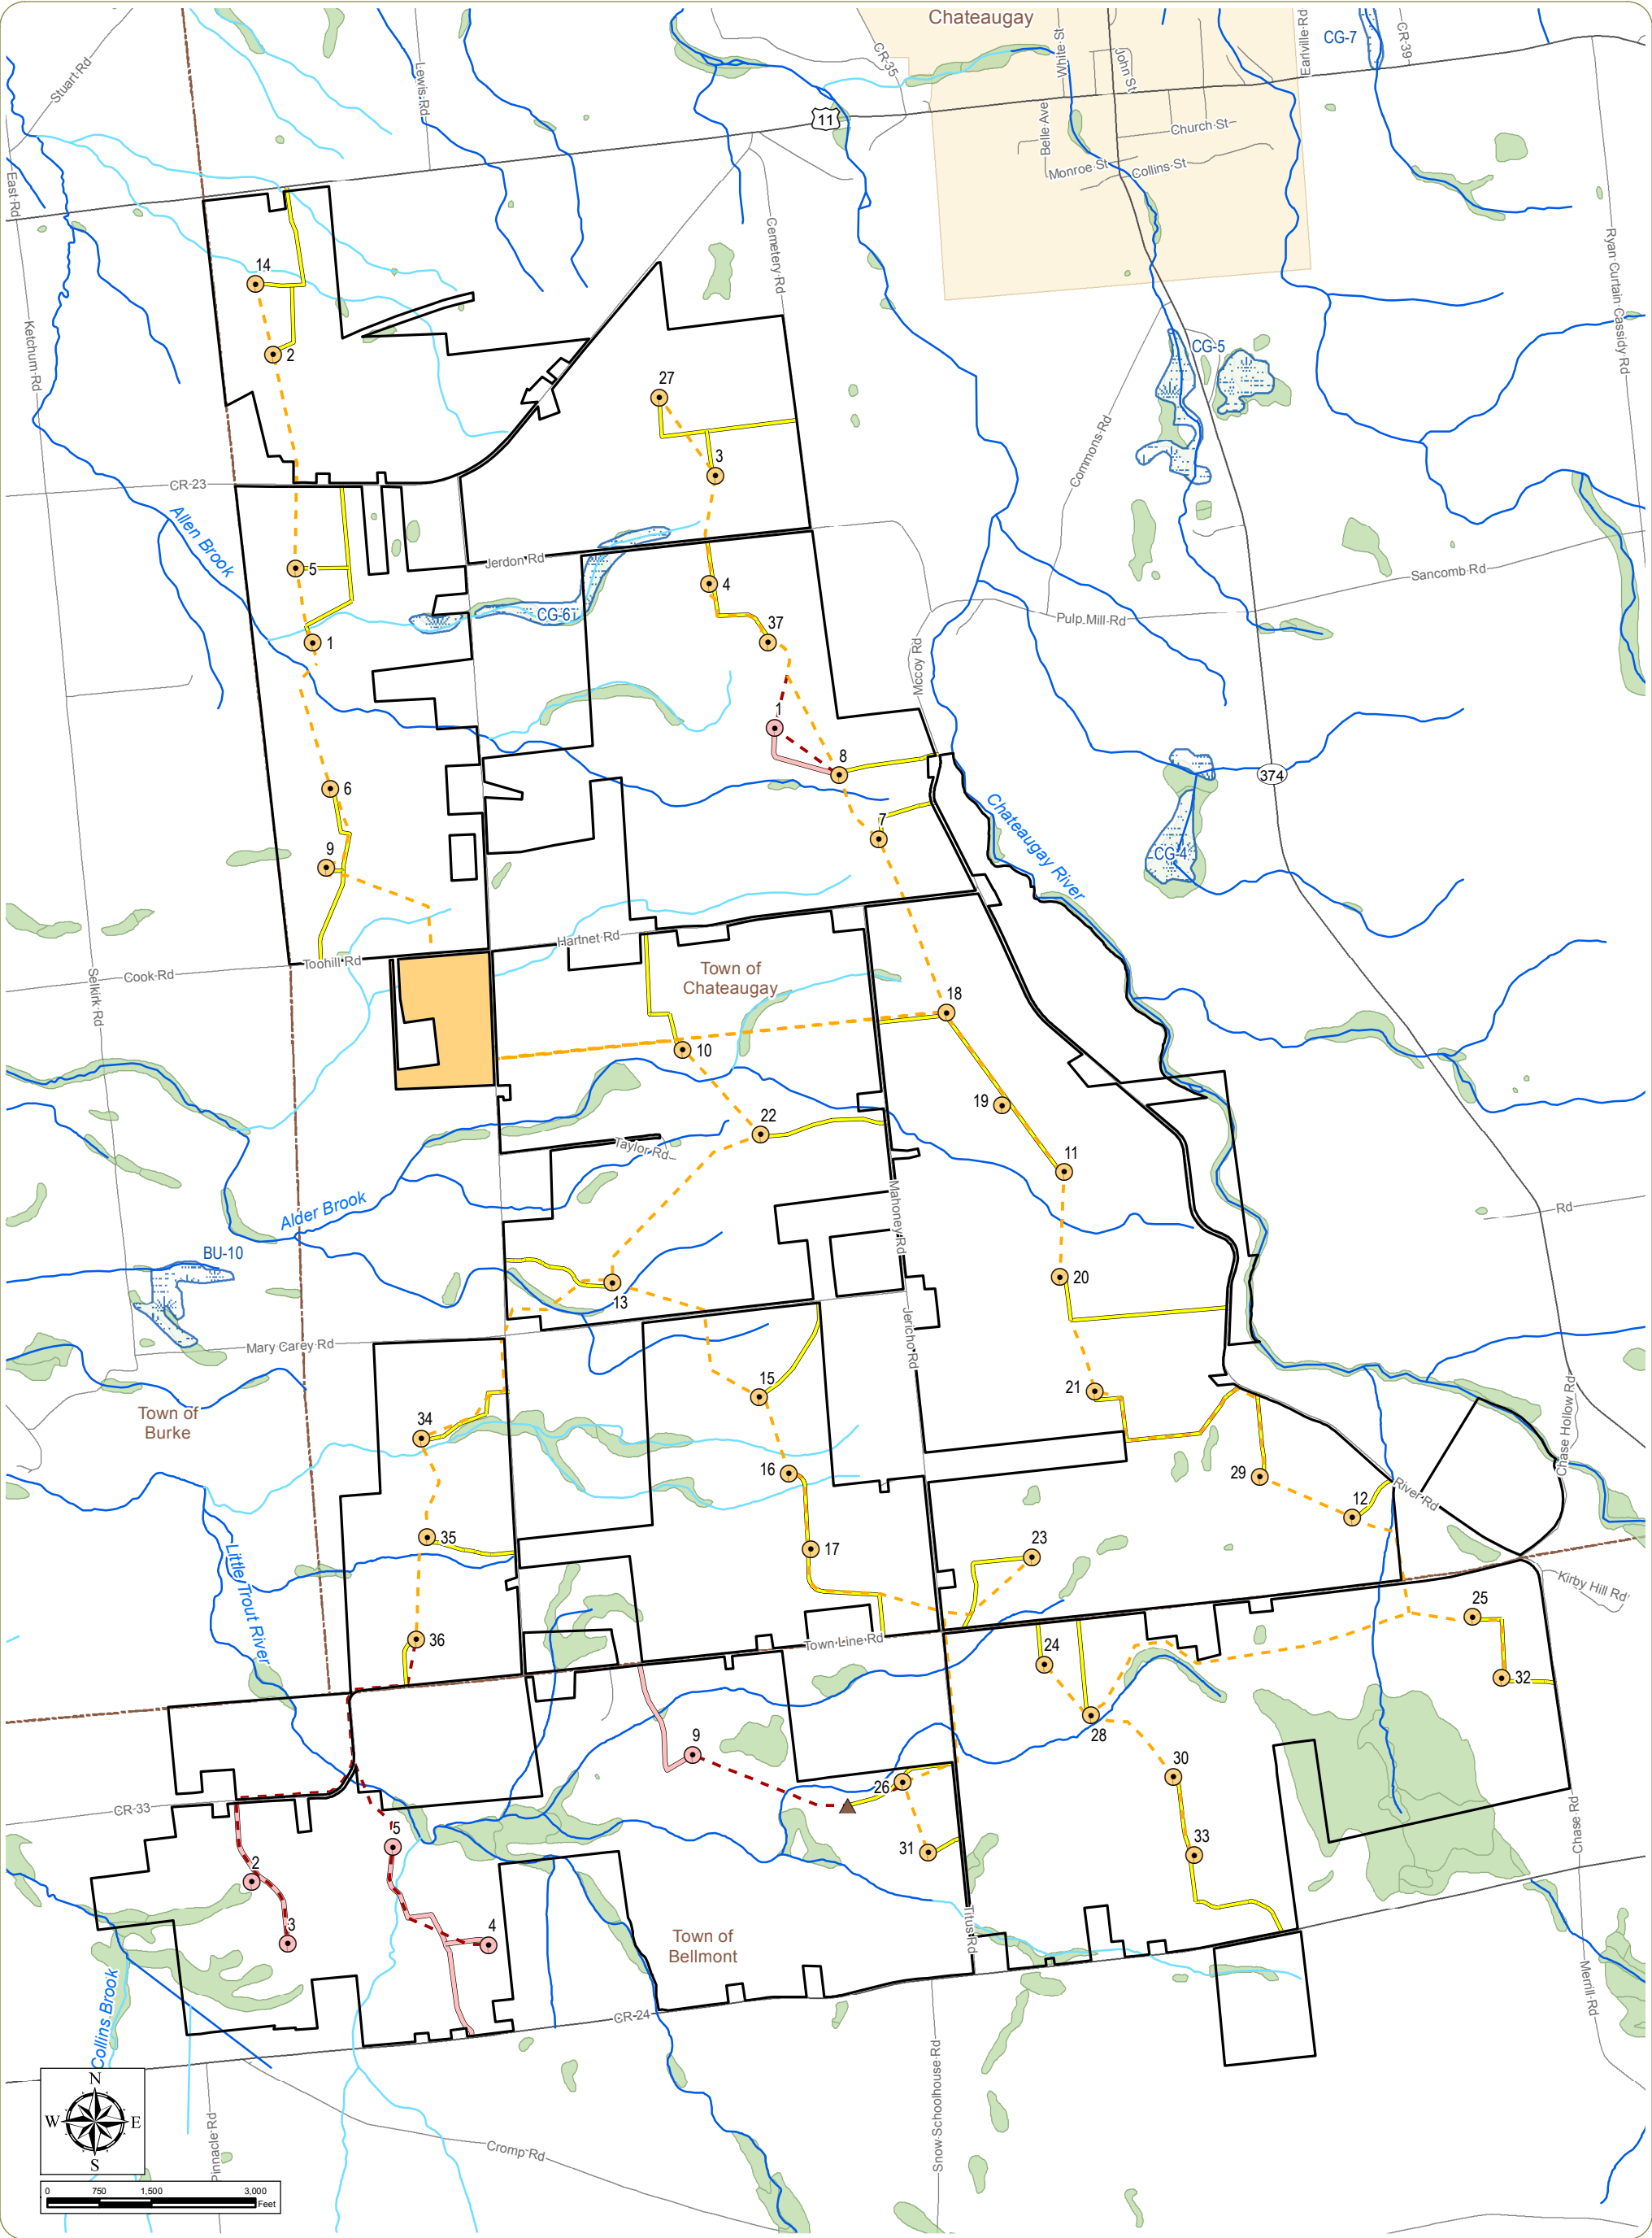 Chateaugay
CG-7
CR-39
Earlville Rd
White St
John St
CR-35
Stuart Rd
Lewis Rd
11
Belle Ave
Church St
Monroe St
Collins St
East Rd
Cemetery Rd
Ryan Curtain Cassidy Rd
14
2
Ketchum Rd
CG-5
27
3
Commons Rd
CR-23
Allen Brook
Jerdon Rd
5
4
Sancomb Rd
CG-6
37
Pulp Mill Rd
1
Mccoy Rd
1
8
374
6
7
Chateaugay River
CG-4
9
Hartnet Rd
Toohill Rd
Cook Rd
Selkirk Rd
Town of
Chateaugay
18
10
19
22
Taylor Rd
11
Mahoney Rd
Alder Brook
Rd
BU-10
20
13
Mary Carey Rd
Jericho Rd
15
21
Chase Hollow Rd
Town of
Burke
34
16
29
River Rd
12
35
17
23
Little Trout River
Kirby Hill Rd
25
36
Town Line Rd
24
32
28
9
30
26
CR-33
Chase Rd
5
31
33
2
3
4
Titus Rd
Town of
Bellmont
Merrill Rd
Collins Brook
CR-24
Snow Schoolhouse Rd
N
W
E
S
Pinnacle Rd
Cromp Rd
0 750 1,500 3,000
Feet